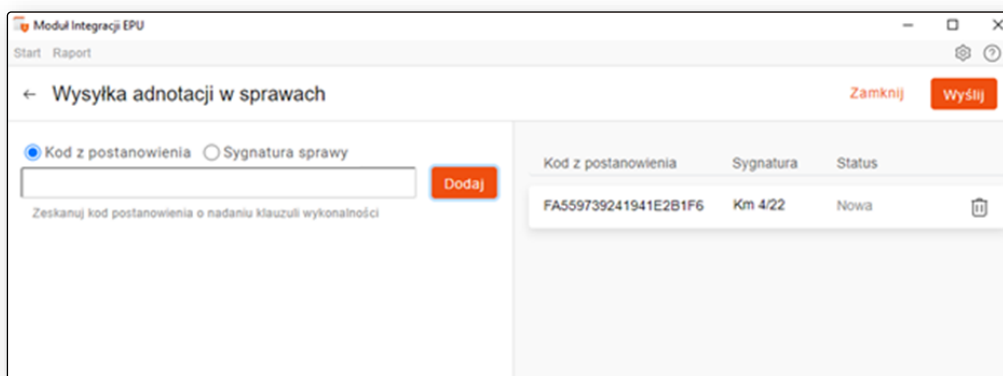 Moduł Integracji EPU
Start Raport
← Wysyłka adnotacji w sprawach
Zamknij
Wyślij
Kod z postanowienia Sygnatura sprawy
Dodaj
Zeskanuj kod postanowienia o nadaniu klauzuli wykonalności
Kod z postanowienia Sygnatura Status
FA559739241941E2B1F6 Km 4/22 Nowa